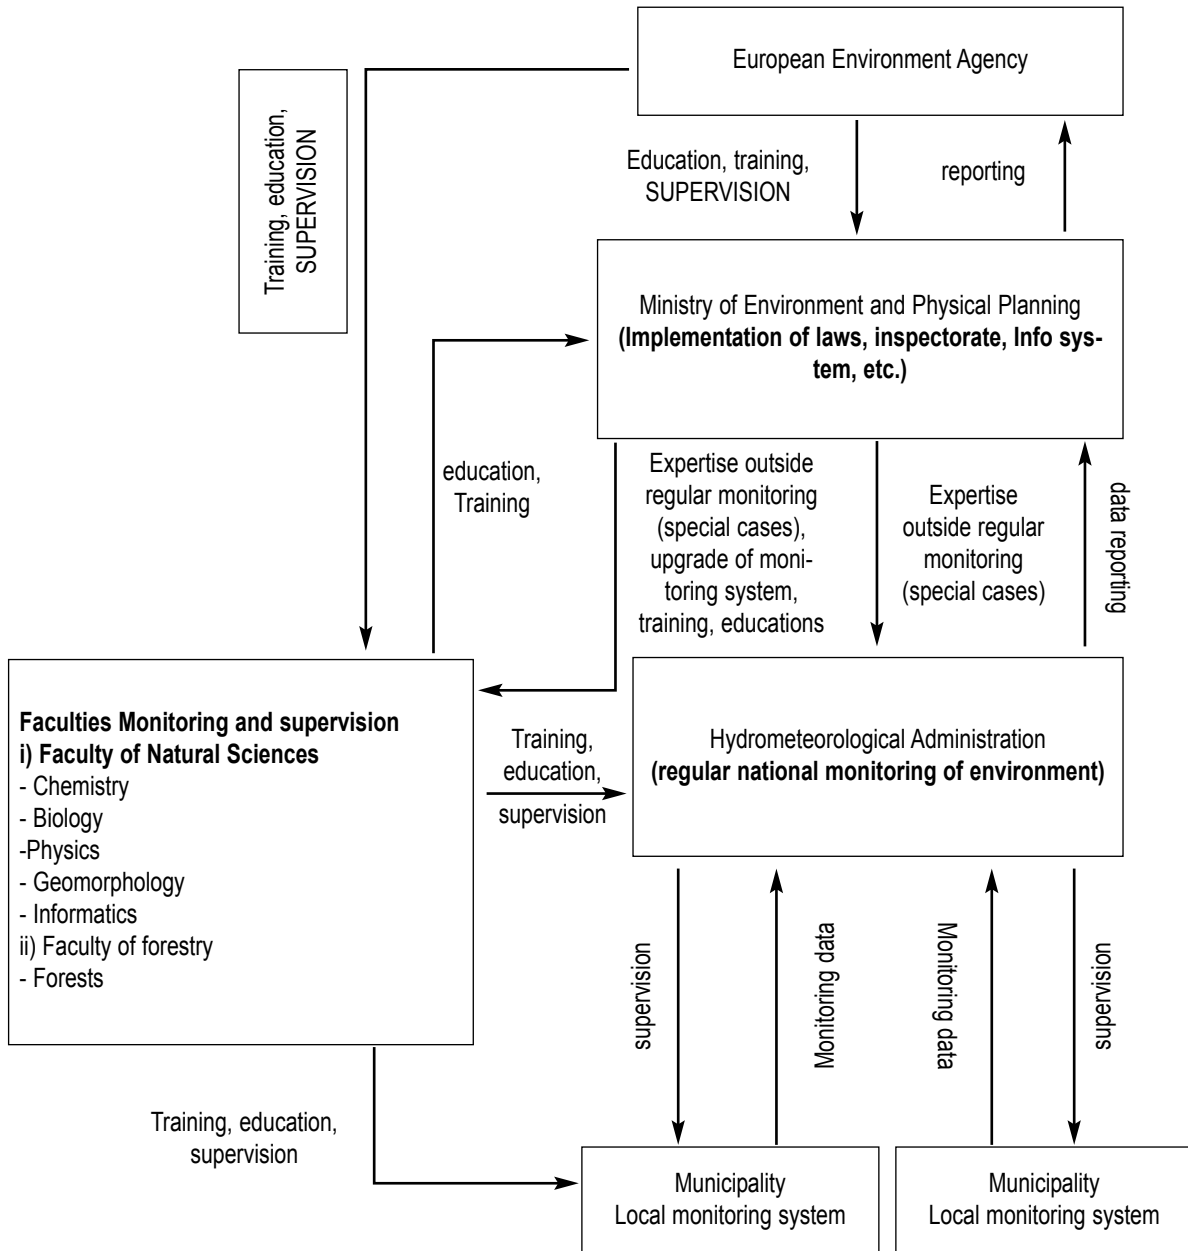 European Environment Agency
Training, education,
SUPERVISION
Education, training,
SUPERVISION
reporting
Ministry of Environment and Physical Planning
(Implementation of laws, inspectorate, Info sys-
tem, etc.)
education,
Training
Expertise outside
regular monitoring
(special cases),
upgrade of moni-
toring system,
training, educations
Expertise
outside regular
monitoring
(special cases)
data reporting
Faculties Monitoring and supervision
i) Faculty of Natural Sciences
- Chemistry
- Biology
-Physics
- Geomorphology
- Informatics
ii) Faculty of forestry
- Forests
Training,
education,
supervision
Hydrometeorological Administration
(regular national monitoring of environment)
supervision
Monitoring data
Monitoring data
supervision
Training, education,
supervision
Municipality
Local monitoring system
Municipality
Local monitoring system